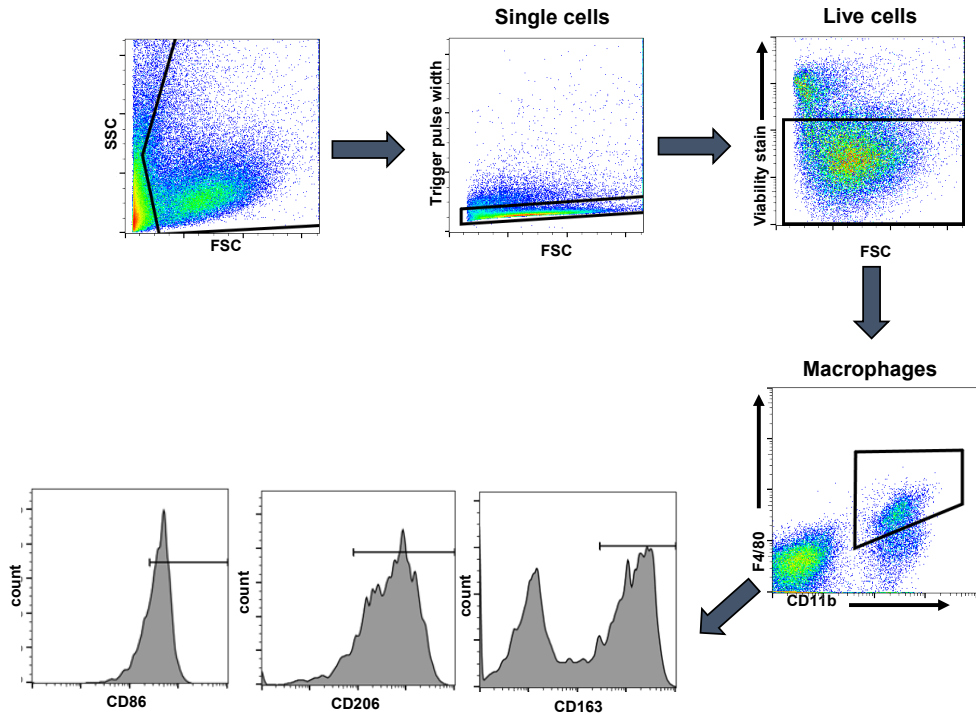 Single cells
Live cells
SSC
FSC
Trigger pulse width
FSC
Viability stain
FSC
Macrophages
F4/80
CD11b
count
CD86
count
CD206
count
CD163